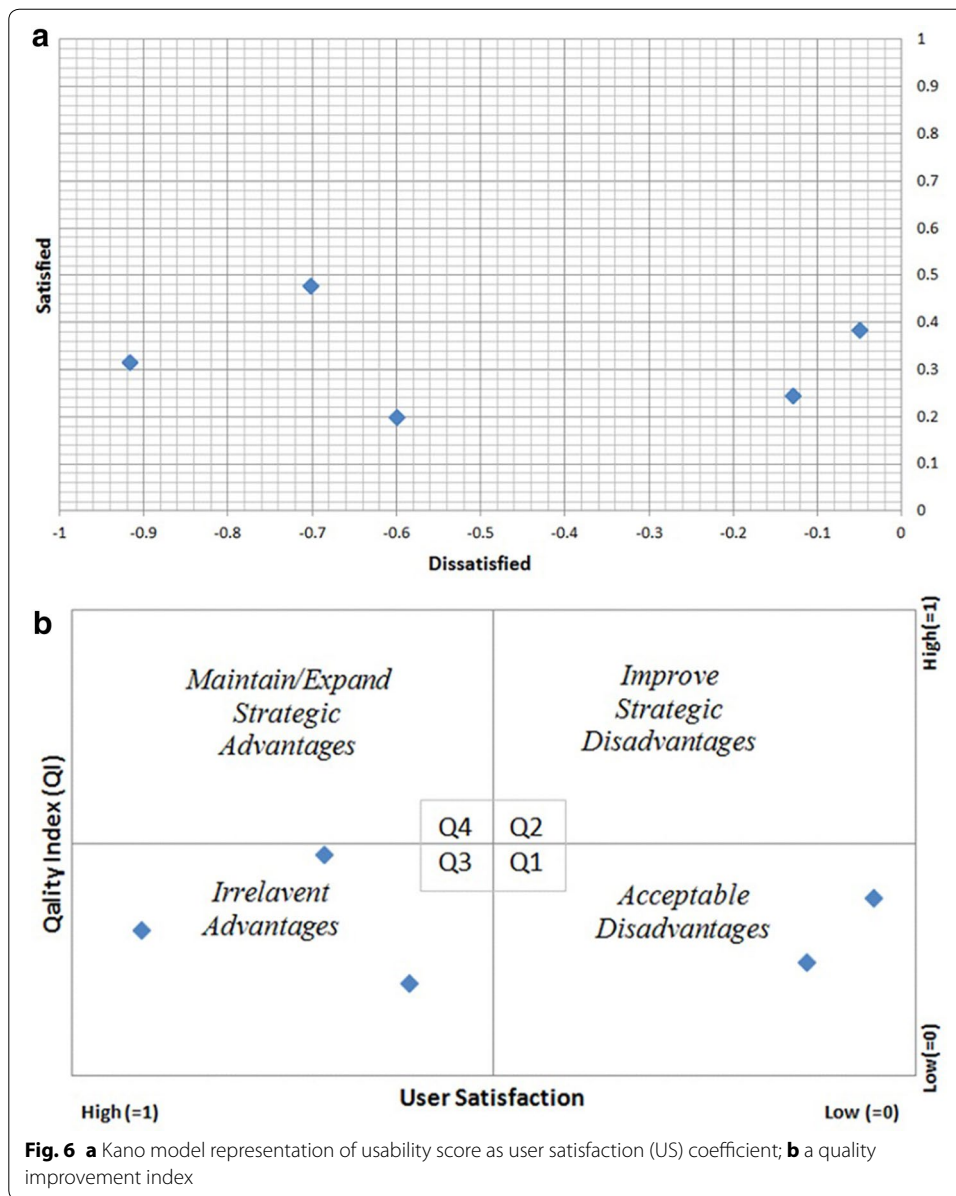 a
1
0.9
0.8
0.7
0.6
0.5
0.4
0.3
0.2
0.1
0
Satisfied
-1 -0.9 -0.8 -0.7 -0.6 -0.5 -0.4 -0.3 -0.2 -0.1 0
Dissatisfied
b
High(=1)
Maintain/Expand
Strategic
Advantages
Improve
Strategic
Disadvantages
Qality Index (QI)
Q4 Q2
Q3 Q1
Irrelavent
Advantages
Acceptable
Disadvantages
Low(=0)
User Satisfaction
High (=1)
Low (=0)
Fig. 6 a Kano model representation of usability score as user satisfaction (US) coefficient; b a quality
improvement index